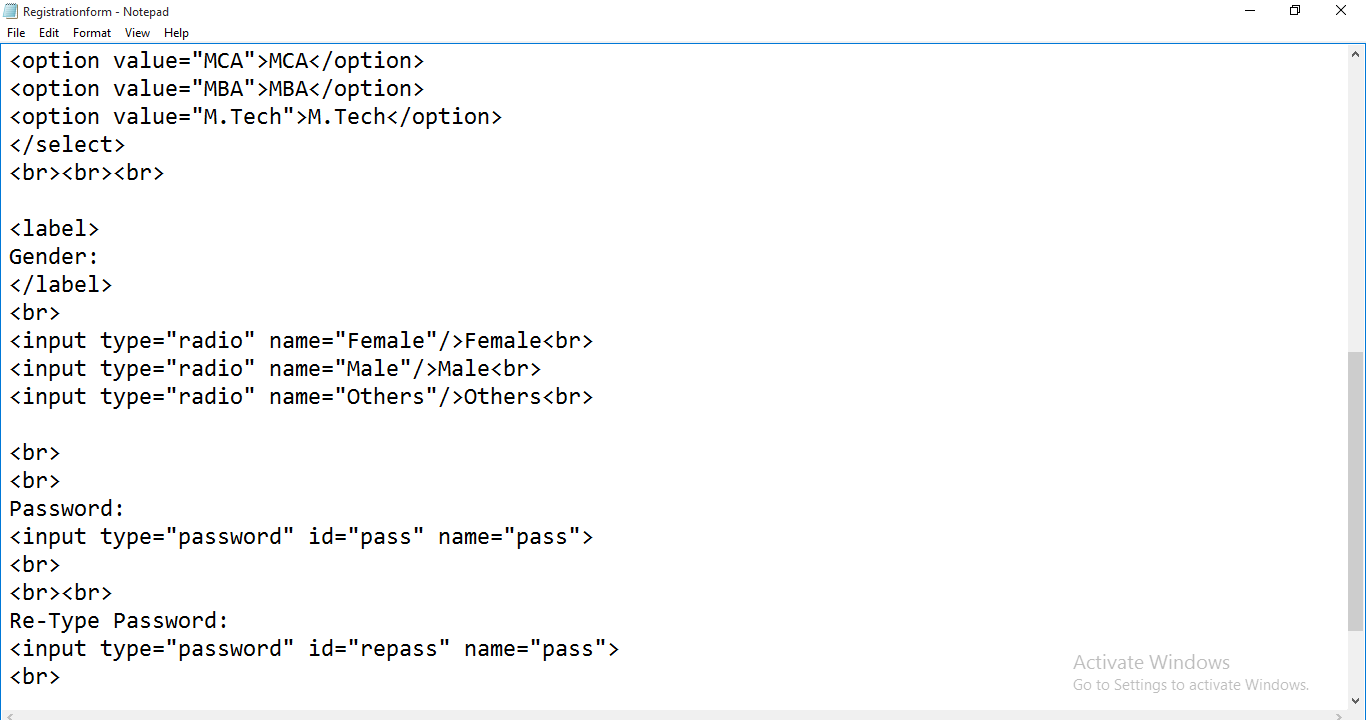 Registrationform - Notepad
File Edit Format View Help
<option value="MCA">MCA</option>
<option value="MBA">MBA</option>
<option value="M.Tech">M.Tech</option>
</select>
<br><br><br>
<label>
Gender:
</label>
<br>
<input type="radio" name="Female"/>Female<br>
<input type="radio" name="Male"/>Male<br>
<input type="radio" name="Others"/>Others<br>
<br>
<br>
Password:
<input type="password" id="pass" name="pass">
<br>
<br><br>
Re-Type Password:
<input type="password" id="repass" name="pass">
<br>
Activate Windows
Go to Settings to activate Windows.